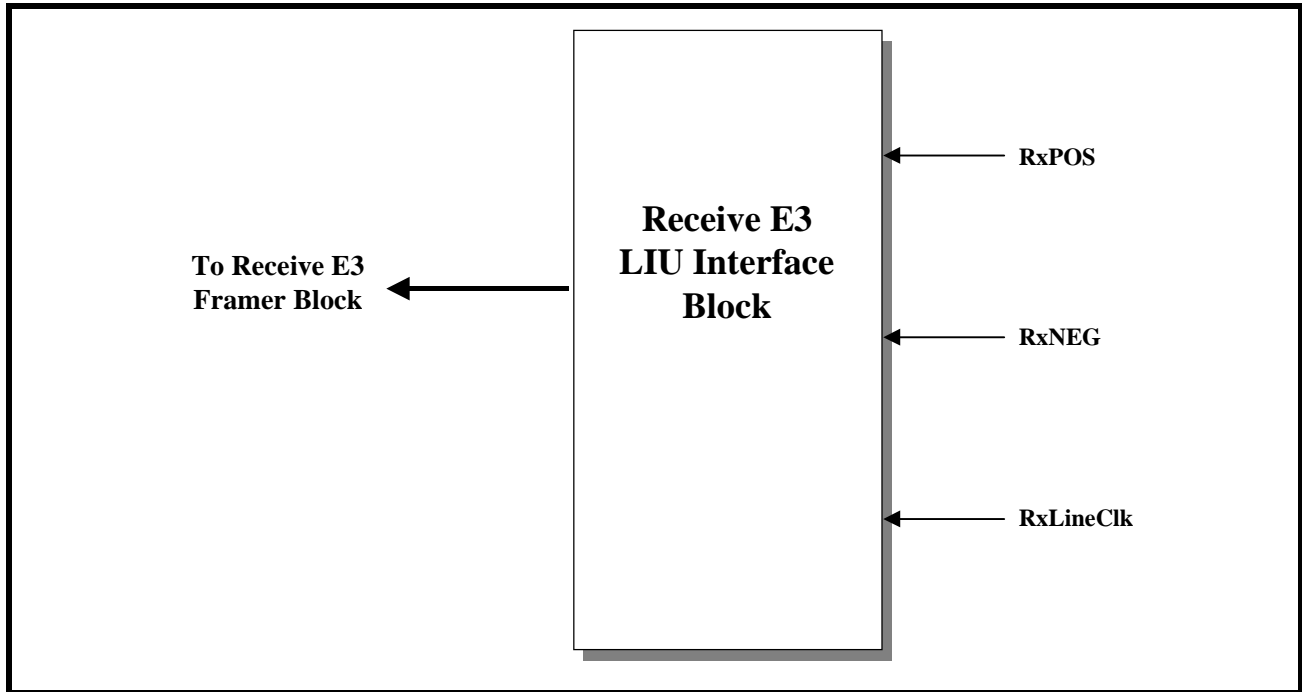 To Receive E3
Framer Block
Receive E3
LIU Interface
Block
RxPOS
RxNEG
RxLineClk